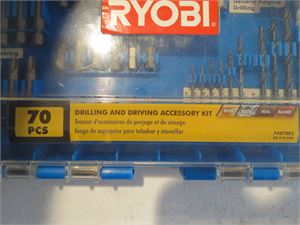 RYOBI
General Purpose
Drilling
Driving
70
PCS
DRILLING AND DRIVING ACCESSORY KIT
Trousse d'accessoires de perçage et de vissage
Juego de accesorios para taladrar y atornillar